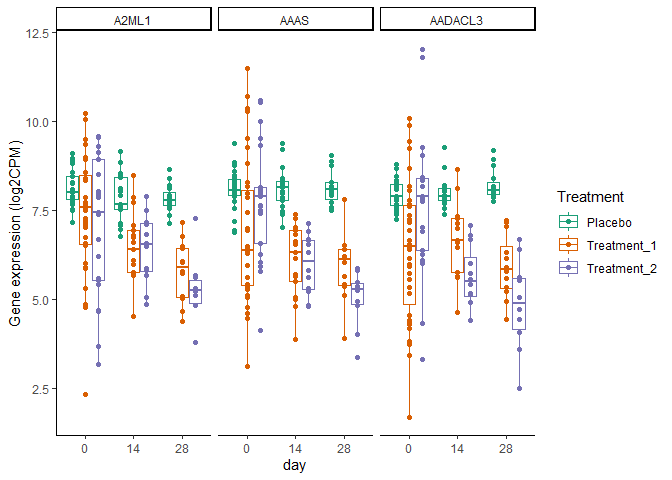 A2ML1 AAAS AADACL3
Gene expression (log2CPM)
12.5
10.0
7.5
5.0
2.5
0 14 28 0 14 28 0 14 28
day
Treatment
Placebo
Treatment_1
Treatment_2